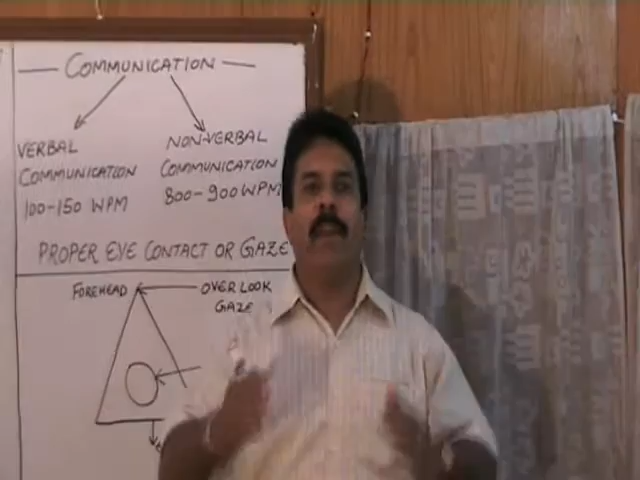 COMMUNICATION
VERBAL
COMMUNICATION
100-150 WPM
NON-VERBAL
COMMUNICATION
800-900 WPM
PROPER EYE CONTACT OR GAZE
FOREHEAD
OVER LOOK
GAZE